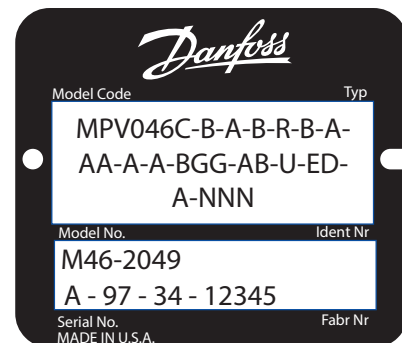 Danfoss
Model Code Typ
MPV046C-B-A-B-R-B-A-
AA-A-A-BGG-AB-U-ED-
A-NNN
Model No. Ident Nr
M46-2049
A - 97 - 34 - 12345
Serial No. Fabr Nr
MADE IN U.S.A.